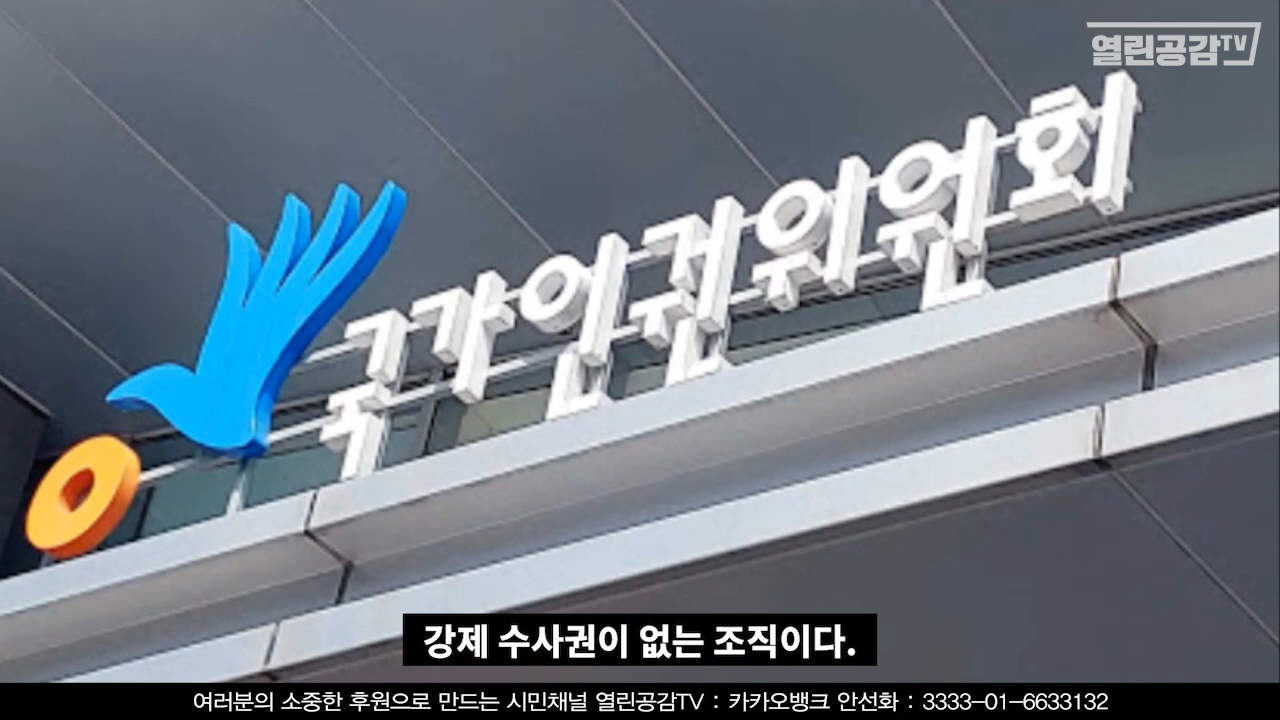 열린공감TV
국가인권위원회
강제 수사권이 없는 조직이다.
여러분의 소중한 후원으로 만드는 시민채널 열린공감TV : 카카오뱅크 안선화 : 3333-01-6633132